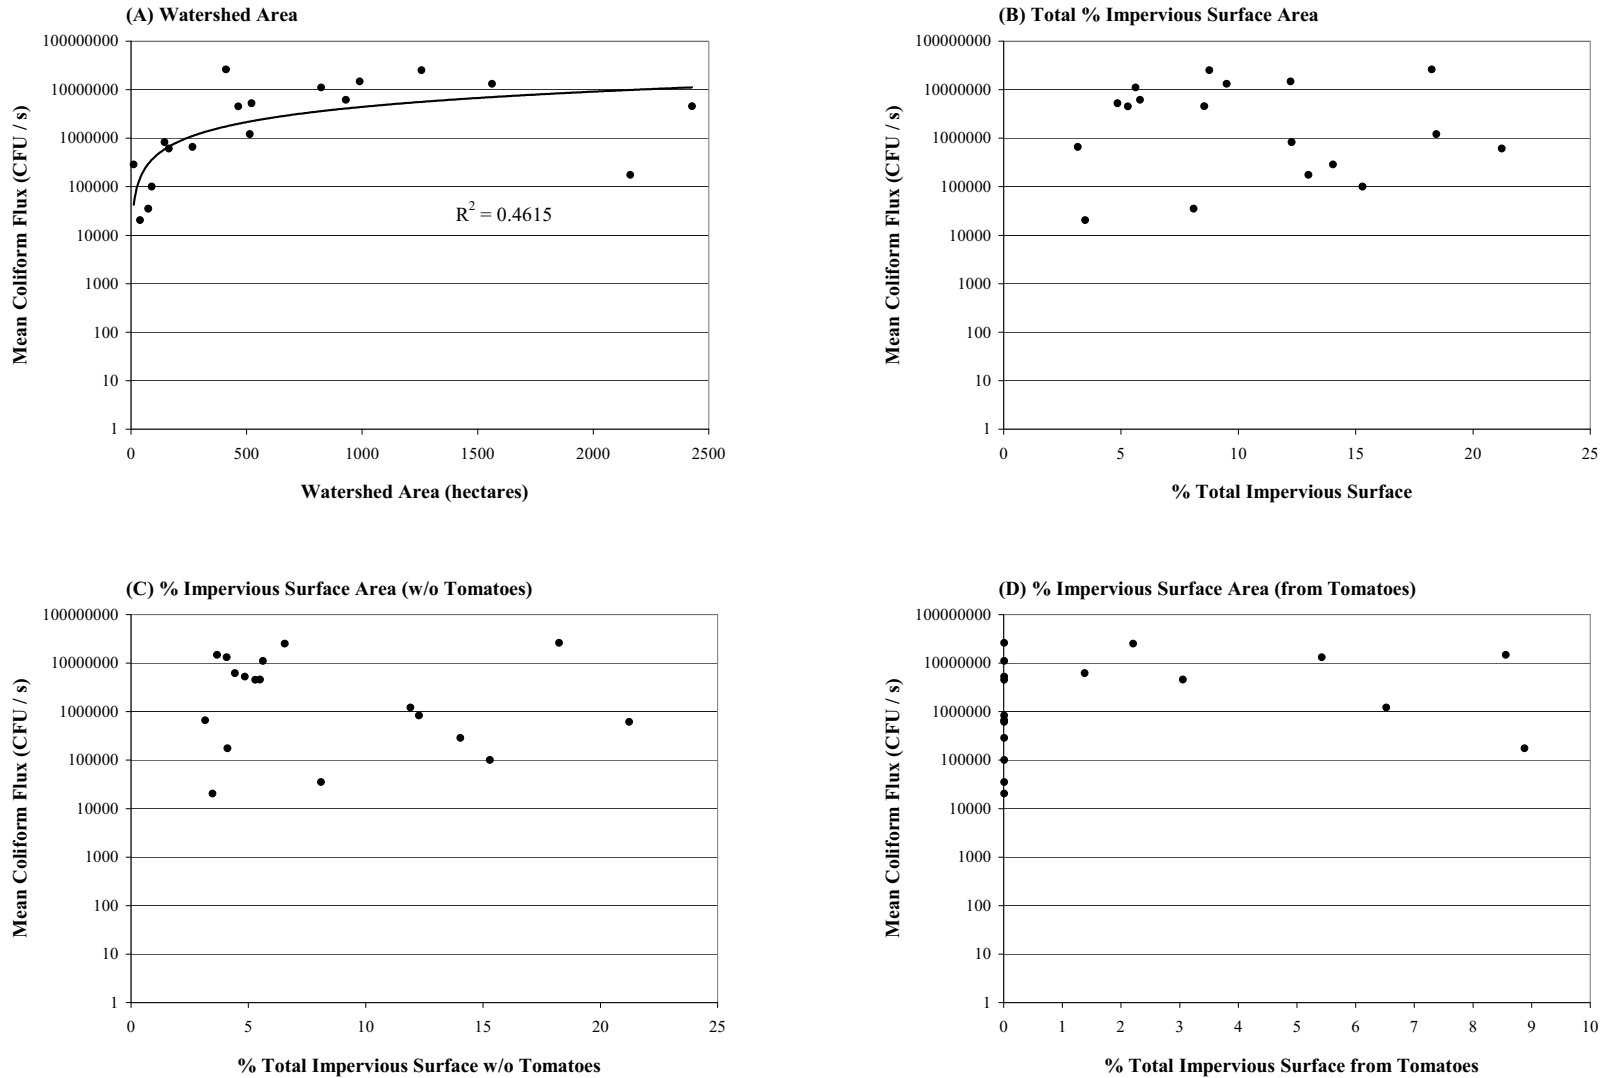 (A) Watershed Area
100000000
10000000
1000000
100000
10000
1000
100
10
1
Mean Coliform Flux (CFU / s)
R2 = 0.4615
0 500 1000 1500 2000 2500
Watershed Area (hectares)
(B) Total % Impervious Surface Area
100000000
10000000
1000000
100000
10000
1000
100
10
1
Mean Coliform Flux (CFU / s)
0 5 10 15 20 25
% Total Impervious Surface
(C) % Impervious Surface Area (w/o Tomatoes)
100000000
10000000
1000000
100000
10000
1000
100
10
1
Mean Coliform Flux (CFU / s)
0 5 10 15 20 25
% Total Impervious Surface w/o Tomatoes
(D) % Impervious Surface Area (from Tomatoes)
100000000
10000000
1000000
100000
10000
1000
100
10
1
Mean Coliform Flux (CFU / s)
0 1 2 3 4 5 6 7 8 9 10
% Total Impervious Surface from Tomatoes